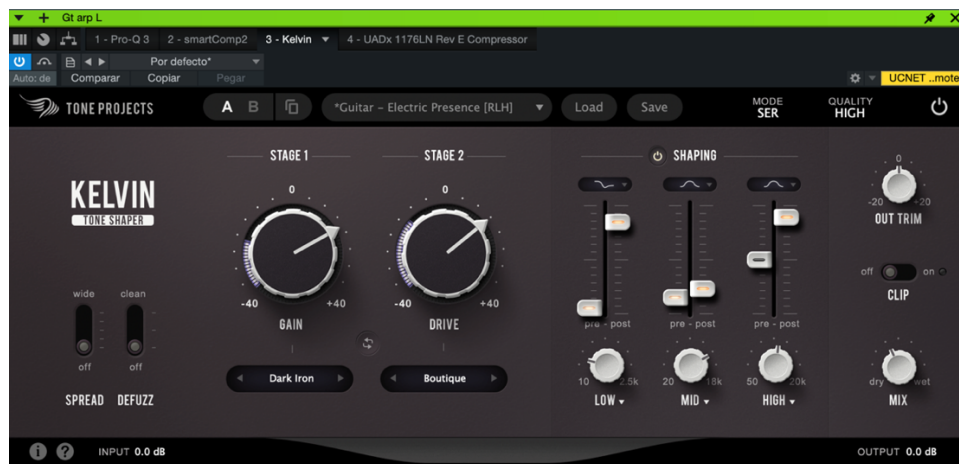 Gt arp L
1 - Pro-Q 3 2 - smartComp2 3 - Kelvin 4 - UADx 1176LN Rev E Compressor
Por defecto*
Auto: de Comparar Copiar Pegar UCNET ..mote
TONE PROJECTS A B *Guitar – Electric Presence [RLH] Load Save MODE SER QUALITY HIGH
STAGE 1 STAGE 2 SHAPING
0 0 0
KELVIN
TONE SHAPER
-20 +20
OUT TRIM
off on
CLIP
wide clean
-40 +40 -40 +40
GAIN DRIVE
pre - post pre - post pre - post
off off
Dark Iron Boutique
10 2.5k 20 18k 50 20k dry wet
SPREAD DEFUZZ LOW MID HIGH MIX
INPUT 0.0 dB OUTPUT 0.0 dB